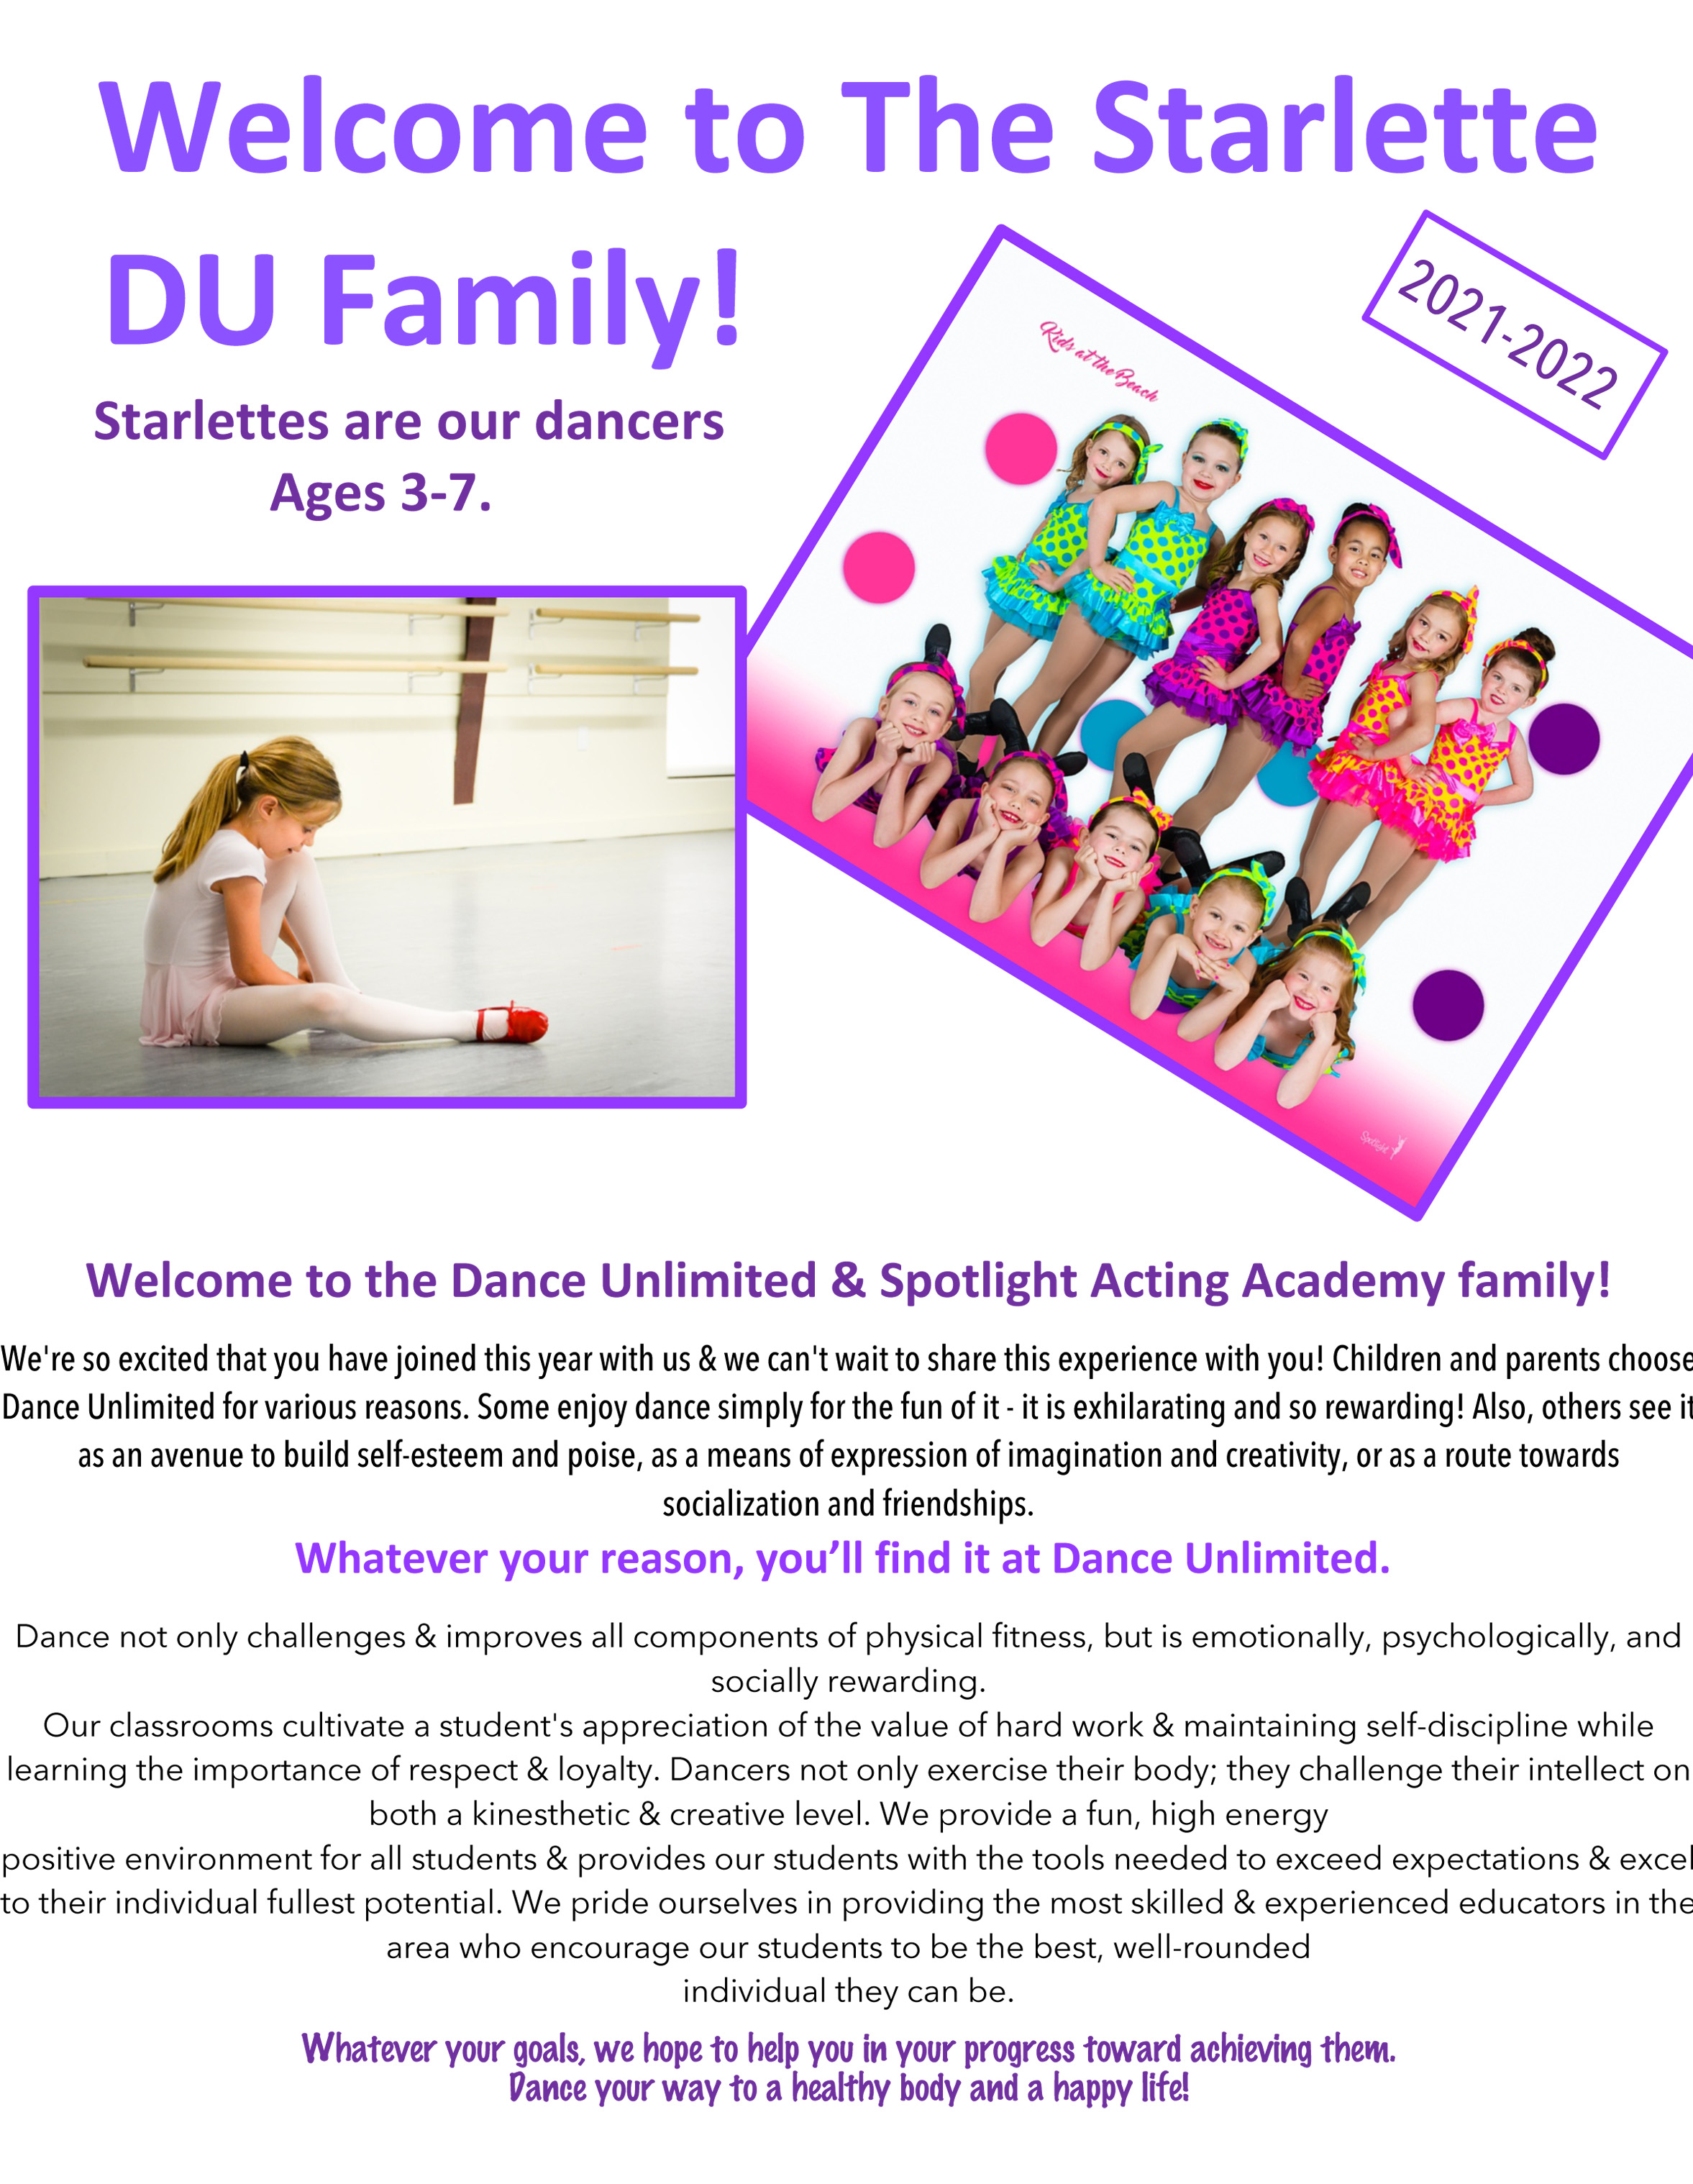 Welcome to The Starlette
DU Family!
2021-2022
Starlettes are our dancers
Ages 3-7.
Kids at the Beach
Spotlight
Welcome to the Dance Unlimited & Spotlight Acting Academy family!
We're so excited that you have joined this year with us & we can't wait to share this experience with you! Children and parents choose
Dance Unlimited for various reasons. Some enjoy dance simply for the fun of it - it is exhilarating and so rewarding! Also, others see it
as an avenue to build self-esteem and poise, as a means of expression of imagination and creativity, or as a route towards
socialization and friendships.
Whatever your reason, you’ll find it at Dance Unlimited.
Dance not only challenges & improves all components of physical fitness, but is emotionally, psychologically, and
socially rewarding.
Our classrooms cultivate a student's appreciation of the value of hard work & maintaining self-discipline while
learning the importance of respect & loyalty. Dancers not only exercise their body; they challenge their intellect on
both a kinesthetic & creative level. We provide a fun, high energy
positive environment for all students & provides our students with the tools needed to exceed expectations & excel
to their individual fullest potential. We pride ourselves in providing the most skilled & experienced educators in the
area who encourage our students to be the best, well-rounded
individual they can be.
Whatever your goals, we hope to help you in your progress toward achieving them.
Dance your way to a healthy body and a happy life!